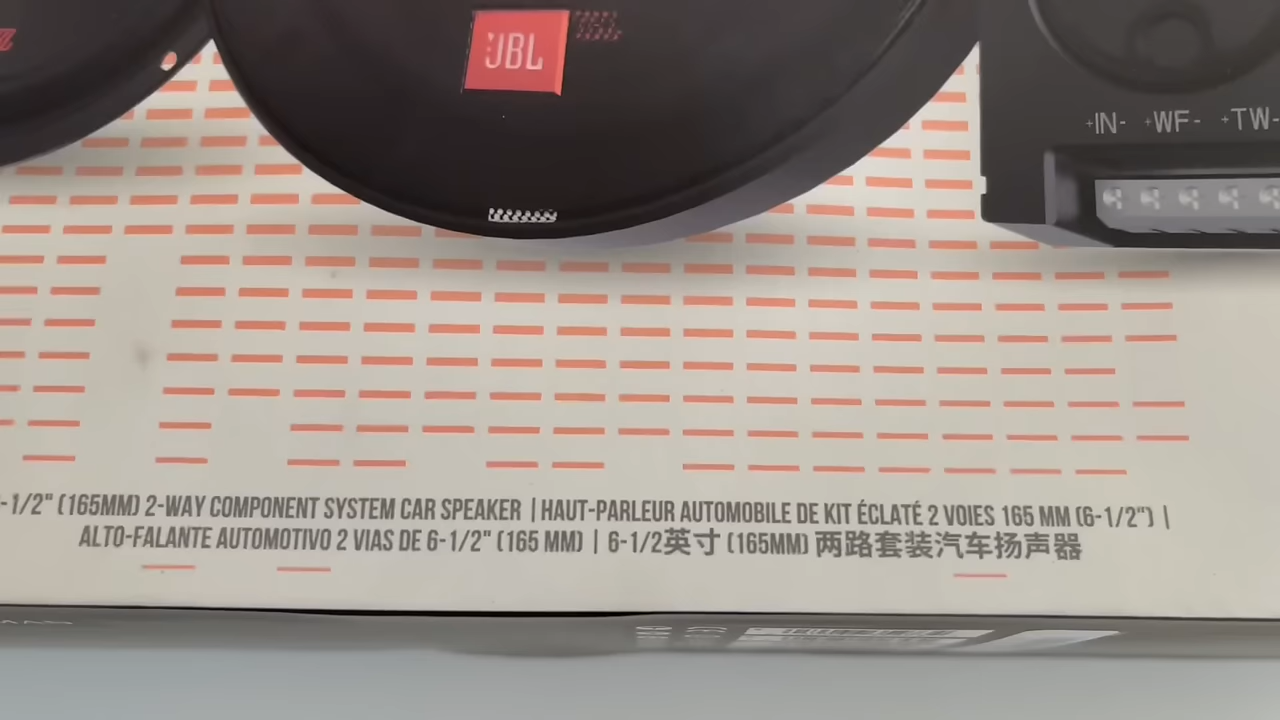 JBL
+IN- +WF- +TW-
-1/2" (165MM) 2-WAY COMPONENT SYSTEM CAR SPEAKER | HAUT-PARLEUR AUTOMOBILE DE KIT ÉCLATÉ 2 VOIES 165 MM (6-1/2") |
ALTO-FALANTE AUTOMOTIVO 2 VIAS DE 6-1/2" (165 MM) | 6-1/2英寸 (165MM) 两路套装汽车扬声器